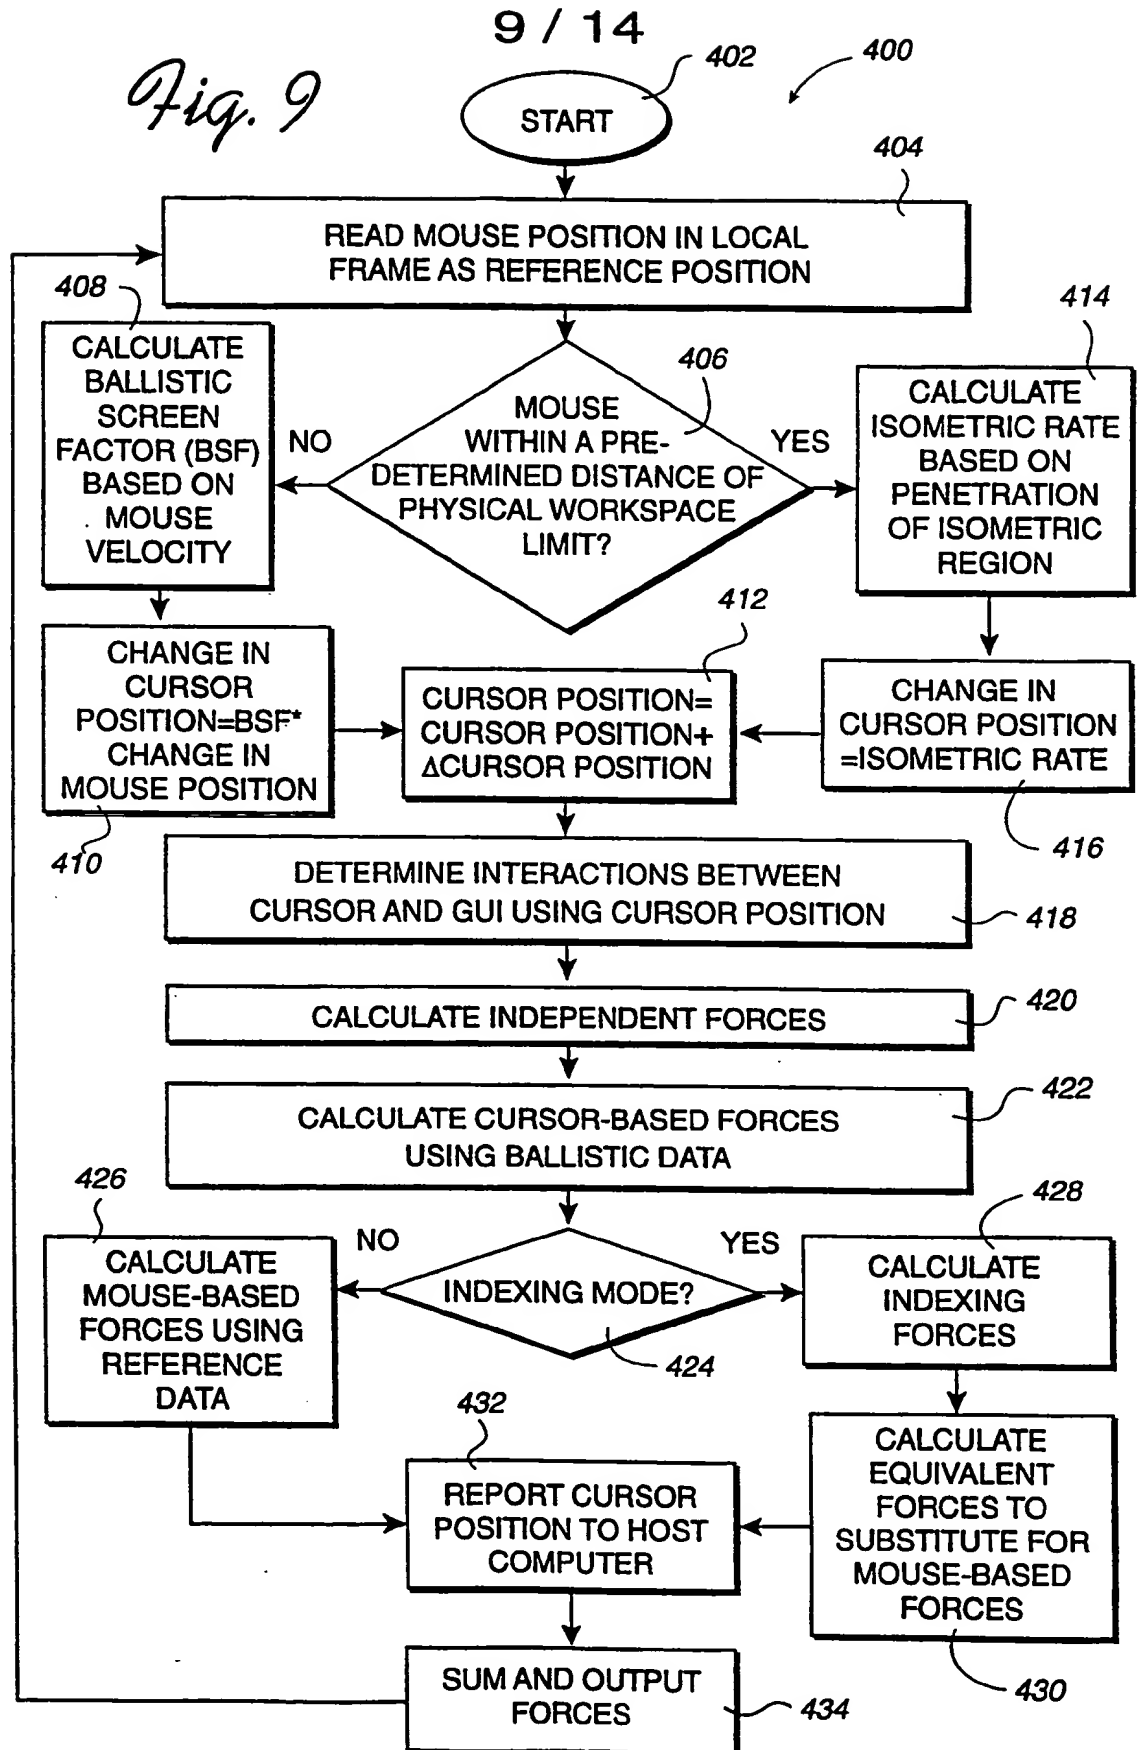 9 / 14
Fig. 9
402
400
START
404
READ MOUSE POSITION IN LOCAL
FRAME AS REFERENCE POSITION
408
CALCULATE
BALLISTIC
SCREEN
FACTOR (BSF)
BASED ON
MOUSE
VELOCITY
NO
406
MOUSE
WITHIN A PRE-
DETERMINED DISTANCE OF
PHYSICAL WORKSPACE
LIMIT?
YES
414
CALCULATE
ISOMETRIC RATE
BASED ON
PENETRATION
OF ISOMETRIC
REGION
CHANGE IN
CURSOR
POSITION=BSF*
CHANGE IN
MOUSE POSITION
410
412
CURSOR POSITION=
CURSOR POSITION+
ΔCURSOR POSITION
CHANGE IN
CURSOR POSITION
=ISOMETRIC RATE
416
DETERMINE INTERACTIONS BETWEEN
CURSOR AND GUI USING CURSOR POSITION
418
CALCULATE INDEPENDENT FORCES
420
CALCULATE CURSOR-BASED FORCES
USING BALLISTIC DATA
422
426
CALCULATE
MOUSE-BASED
FORCES USING
REFERENCE
DATA
NO
INDEXING MODE?
424
YES
428
CALCULATE
INDEXING
FORCES
432
REPORT CURSOR
POSITION TO HOST
COMPUTER
CALCULATE
EQUIVALENT
FORCES TO
SUBSTITUTE FOR
MOUSE-BASED
FORCES
430
SUM AND OUTPUT
FORCES
434